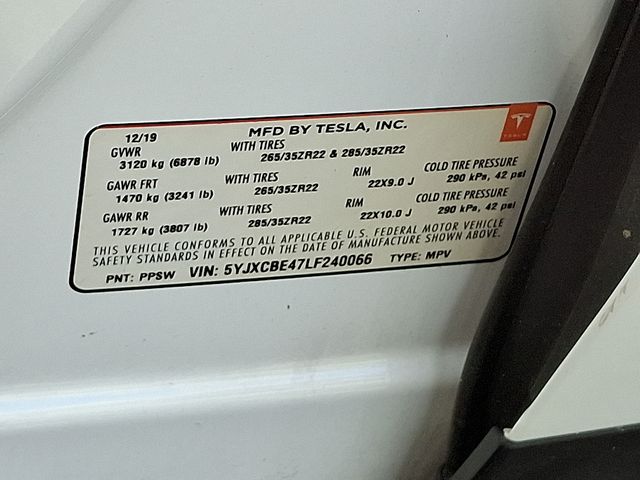 12/19 MFD BY TESLA, INC.
TESLA
GVWR WITH TIRES
3120 kg (6878 lb) 265/35ZR22 & 285/35ZR22
GAWR FRT WITH TIRES RIM COLD TIRE PRESSURE
1470 kg (3241 lb) 265/35ZR22 22X9.0 J 290 kPa, 42 psi
GAWR RR WITH TIRES RIM COLD TIRE PRESSURE
1727 kg (3807 lb) 285/35ZR22 22X10.0 J 290 kPa, 42 psi
THIS VEHICLE CONFORMS TO ALL APPLICABLE U.S. FEDERAL MOTOR VEHICLE
SAFETY STANDARDS IN EFFECT ON THE DATE OF MANUFACTURE SHOWN ABOVE.
PNT: PPSW VIN: 5YJXCBE47LF240066 TYPE: MPV